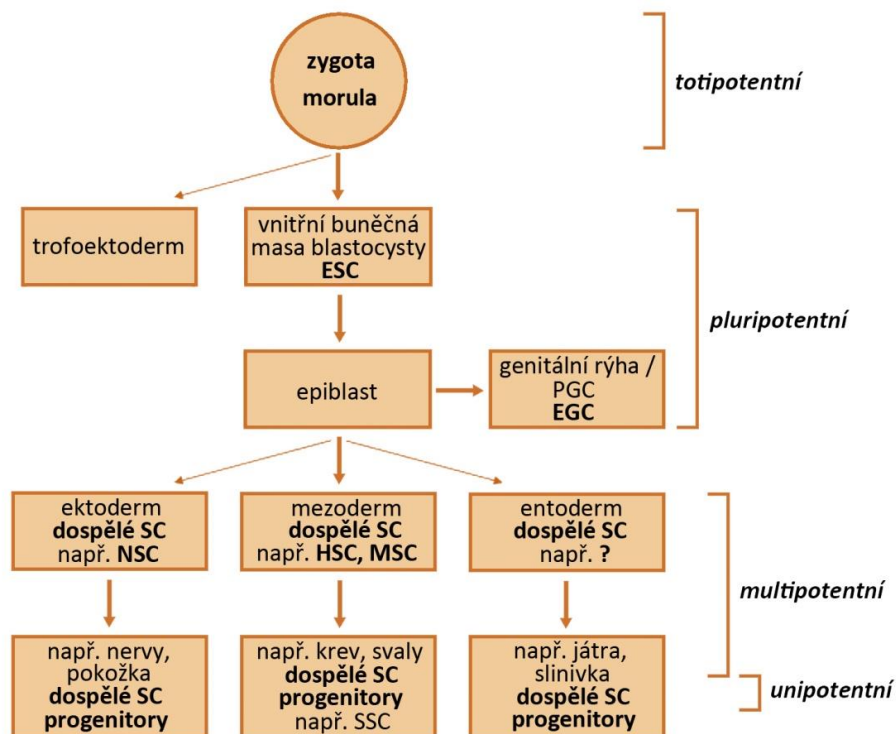 zygota
morula
totipotentní
trofoektoderm
vnitřní buněčná
masa blastocysty
ESC
pluripotentní
epiblast
genitální rýha /
PGC
EGC
ektoderm
dospělé SC
např. NSC
mezoderm
dospělé SC
např. HSC, MSC
entoderm
dospělé SC
např. ?
multipotentní
např. nervy,
pokožka
dospělé SC
progenitory
např. krev, svaly
dospělé SC
progenitory
např. SSC
např. játra,
slinivka
dospělé SC
progenitory
unipotentní